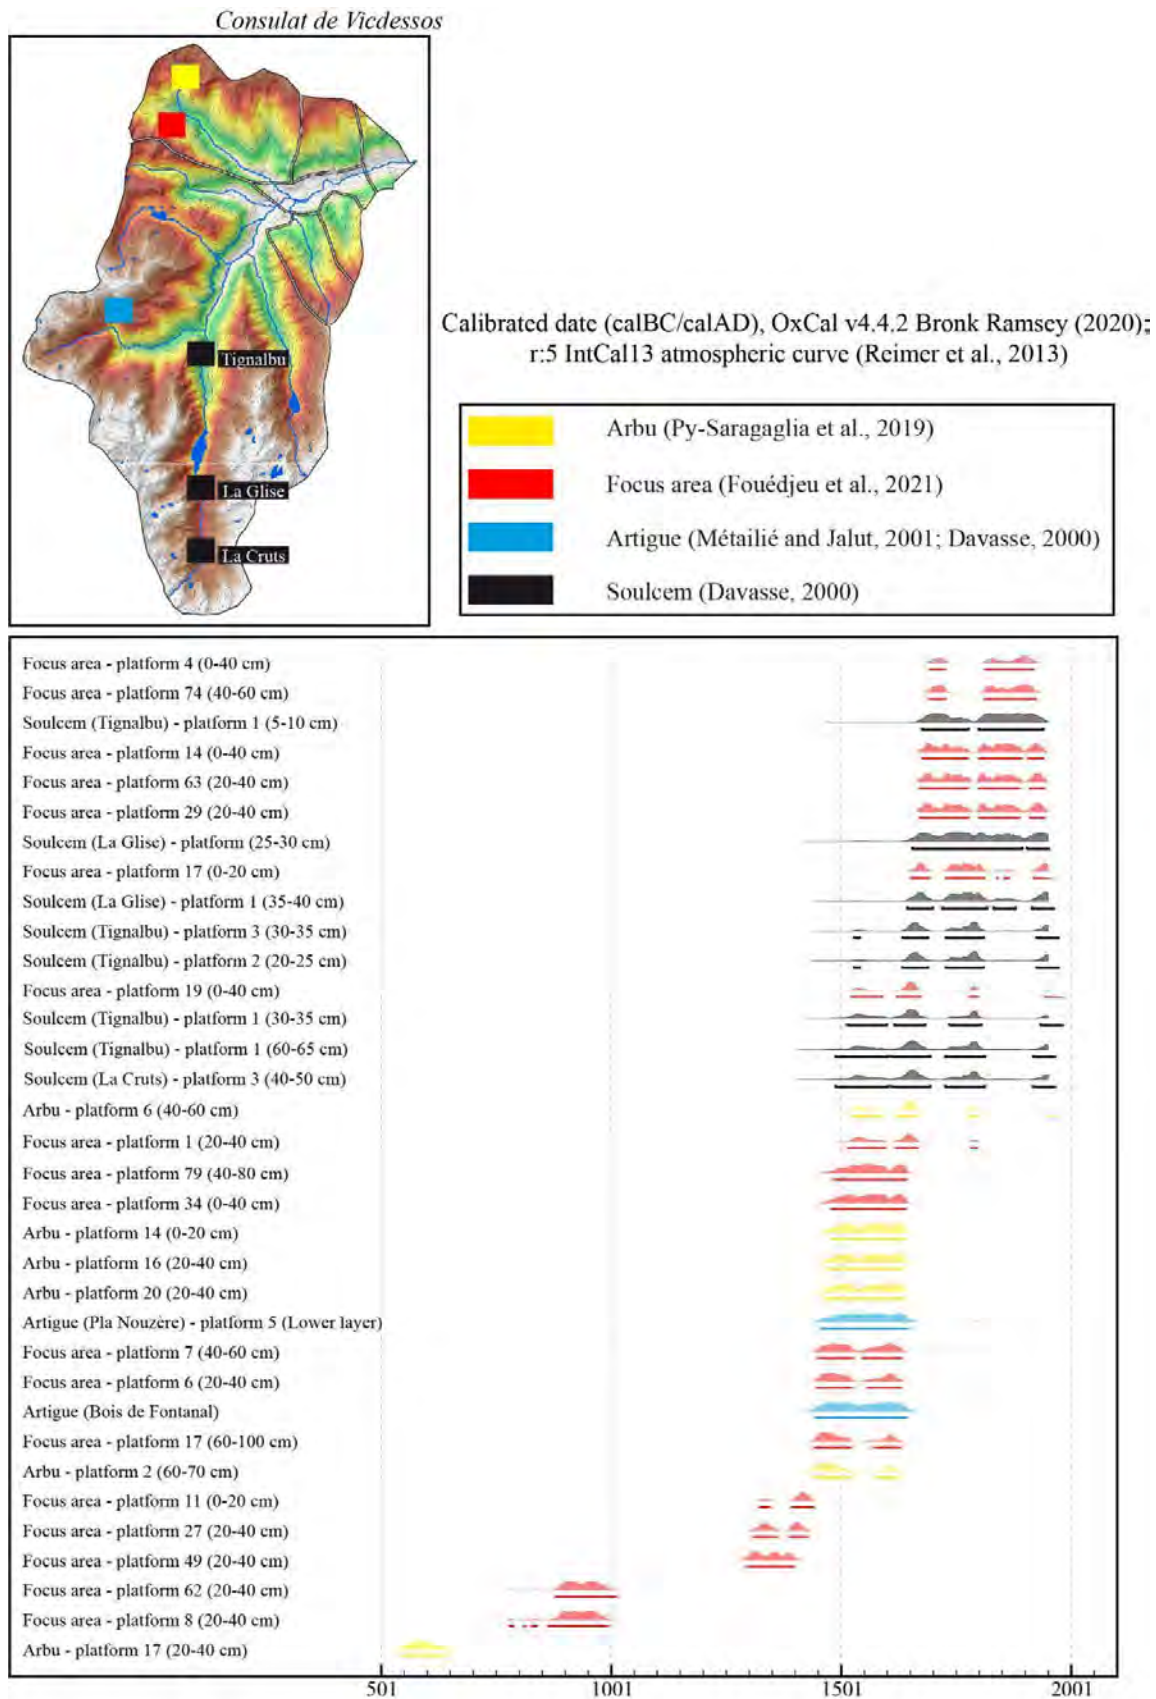 Consulat de Vicdessos
Tignalbu
La Glise
La Cruts
Calibrated date (calBC/calAD), OxCal v4.4.2 Bronk Ramsey (2020);
r:5 IntCal13 atmospheric curve (Reimer et al., 2013)
Arbu (Py-Saragaglia et al., 2019)
Focus area (Fouédjeu et al., 2021)
Artigue (Métailié and Jalut, 2001; Davasse, 2000)
Soulcem (Davasse, 2000)
Focus area - platform 4 (0-40 cm)
Focus area - platform 74 (40-60 cm)
Soulcem (Tignalbu) - platform 1 (5-10 cm)
Focus area - platform 14 (0-40 cm)
Focus area - platform 63 (20-40 cm)
Focus area - platform 29 (20-40 cm)
Soulcem (La Glise) - platform (25-30 cm)
Focus area - platform 17 (0-20 cm)
Soulcem (La Glise) - platform 1 (35-40 cm)
Soulcem (Tignalbu) - platform 3 (30-35 cm)
Soulcem (Tignalbu) - platform 2 (20-25 cm)
Focus area - platform 19 (0-40 cm)
Soulcem (Tignalbu) - platform 1 (30-35 cm)
Soulcem (Tignalbu) - platform 1 (60-65 cm)
Soulcem (La Cruts) - platform 3 (40-50 cm)
Arbu - platform 6 (40-60 cm)
Focus area - platform 1 (20-40 cm)
Focus area - platform 79 (40-80 cm)
Focus area - platform 34 (0-40 cm)
Arbu - platform 14 (0-20 cm)
Arbu - platform 16 (20-40 cm)
Arbu - platform 20 (20-40 cm)
Artigue (Pla Nouzère) - platform 5 (Lower layer)
Focus area - platform 7 (40-60 cm)
Focus area - platform 6 (20-40 cm)
Artigue (Bois de Fontanal)
Focus area - platform 17 (60-100 cm)
Arbu - platform 2 (60-70 cm)
Focus area - platform 11 (0-20 cm)
Focus area - platform 27 (20-40 cm)
Focus area - platform 49 (20-40 cm)
Focus area - platform 62 (20-40 cm)
Focus area - platform 8 (20-40 cm)
Arbu - platform 17 (20-40 cm)
501 1001 1501 2001